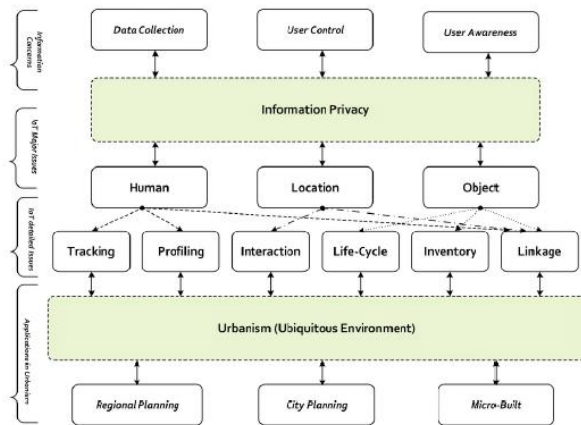 Information Concerns
Data Collection
User Control
User Awareness
Information Privacy
IoT Major Issues
Human
Location
Object
IoT detailed Issues
Tracking
Profiling
Interaction
Life-Cycle
Inventory
Linkage
Applications in Urbanism
Urbanism (Ubiquitous Environment)
Regional Planning
City Planning
Micro-Built